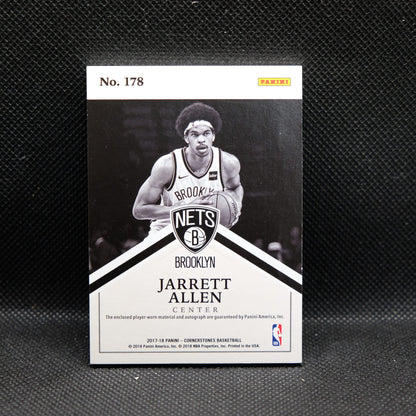 No. 178
PANINI
BROOKLYN
NETS
B
BROOKLYN
JARRETT
ALLEN
CENTER
The enclosed player-worn material and autograph are guaranteed by Panini America, Inc.
2017-18 PANINI - CORNERSTONES BASKETBALL
© 2018 Panini America, Inc. © 2018 NBA Properties, Inc. Printed in the USA.